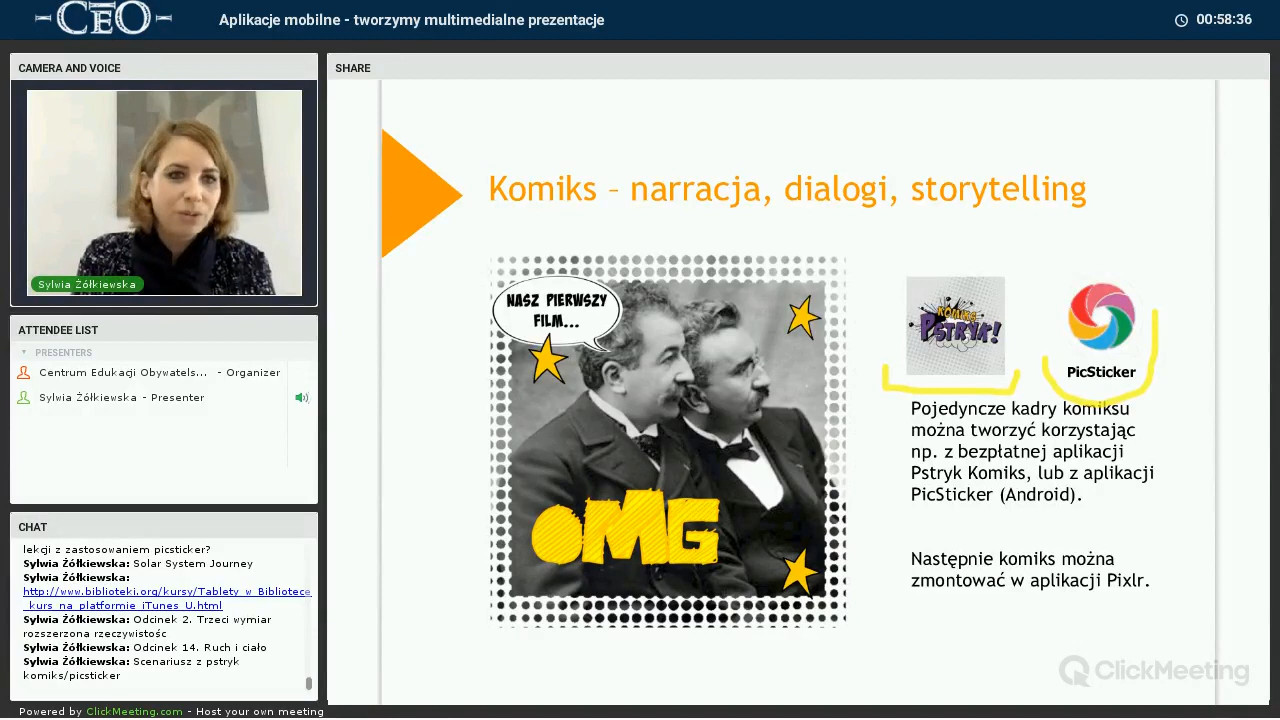 CEO
Aplikacje mobilne - tworzymy multimedialne prezentacje
00:58:36
CAMERA AND VOICE
Sylwia Żółkiewska
ATTENDEE LIST
PRESENTERS
Centrum Edukacji Obywatels... - Organizer
Sylwia Żółkiewska - Presenter
CHAT
lekcji z zastosowaniem picsticker?
Sylwia Żółkiewska: Solar System Journey
Sylwia Żółkiewska:
http://www.biblioteki.org/kursy/Tablety_w_Bibliotece
_kurs_na_platformie_iTunes_U.html
Sylwia Żółkiewska: Odcinek 2. Trzeci wymiar
rozszerzona rzeczywistośc
Sylwia Żółkiewska: Odcinek 14. Ruch i ciało
Sylwia Żółkiewska: Scenariusz z pstryk
komiks/picsticker
Powered by ClickMeeting.com - Host your own meeting
SHARE
Komiks – narracja, dialogi, storytelling
NASZ PIERWSZY
FILM...
OMG
KOMIKS
PSTRYK!
PicSticker
Pojedyncze kadry komiksu
można tworzyć korzystając
np. z bezpłatnej aplikacji
Pstryk Komiks, lub z aplikacji
PicSticker (Android).
Następnie komiks można
zmontować w aplikacji Pixlr.
ClickMeeting